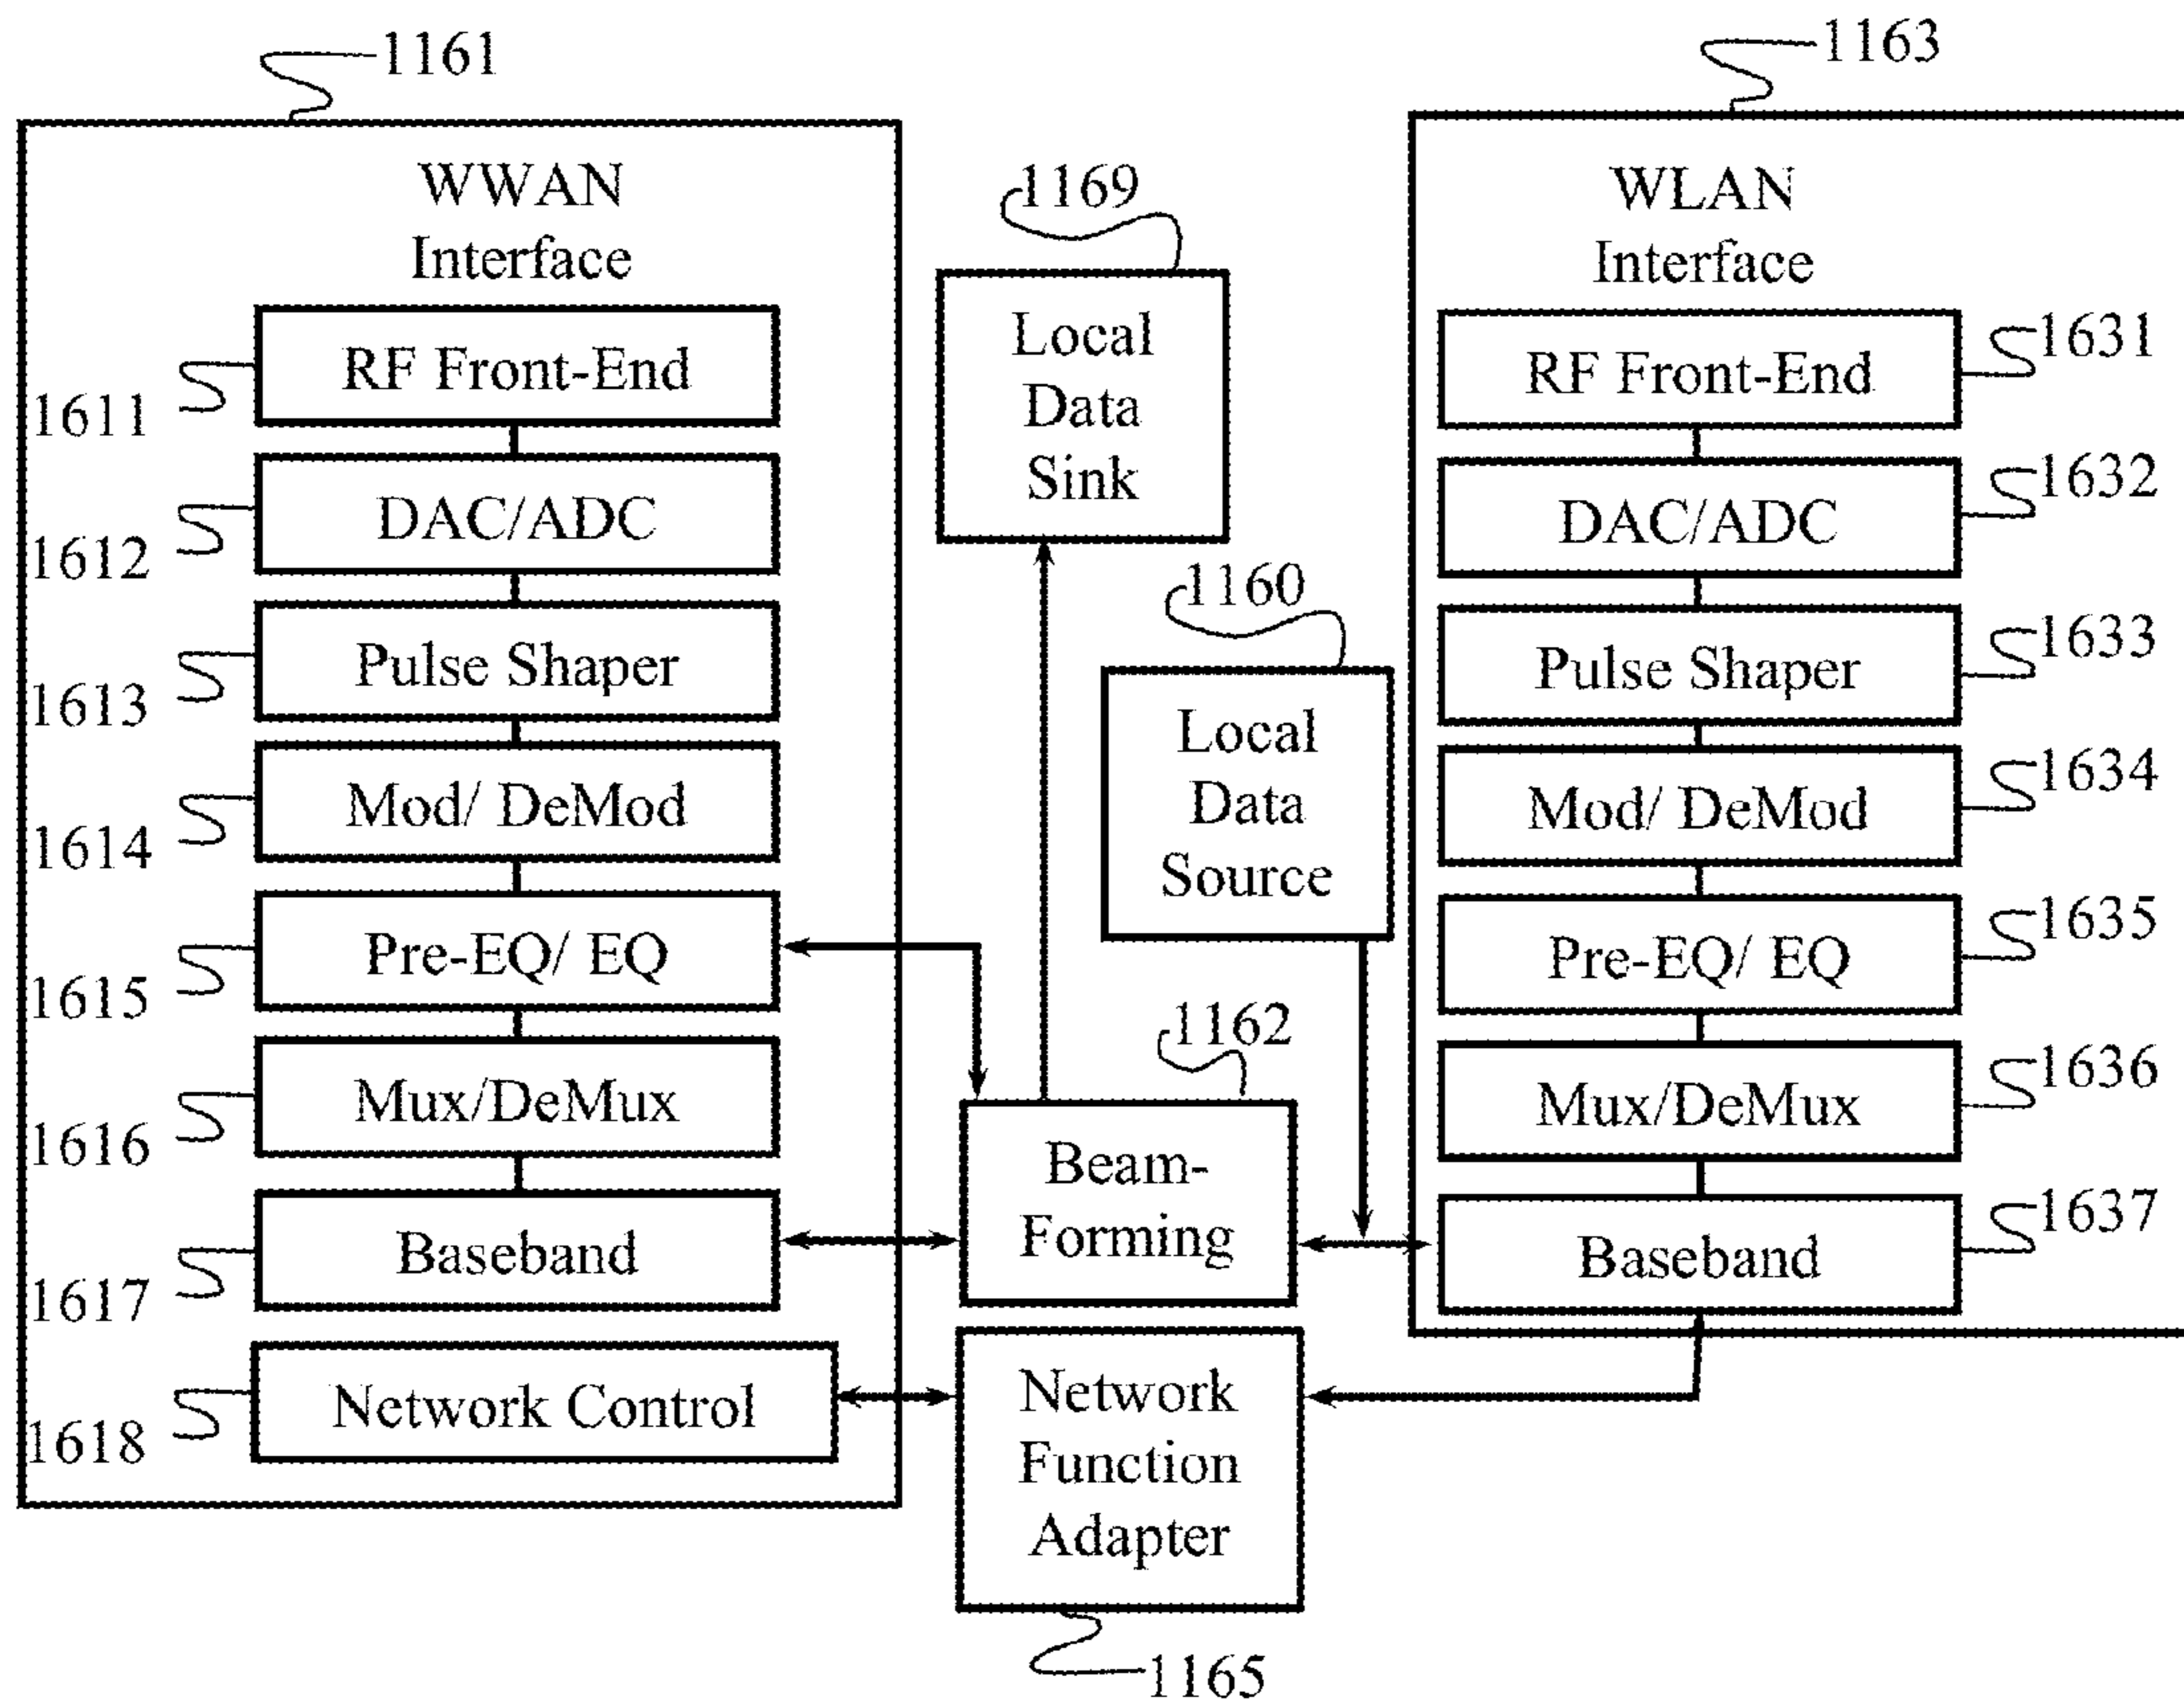 1161
WWAN
Interface
RF Front-End
1611
DAC/ADC
1612
Pulse Shaper
1613
Mod/ DeMod
1614
Pre-EQ/ EQ
1615
Mux/DeMux
1616
Baseband
1617
Network Control
1618
1169
Local
Data
Sink
1160
Local
Data
Source
1162
Beam-
Forming
Network
Function
Adapter
1165
1163
WLAN
Interface
RF Front-End
1631
DAC/ADC
1632
Pulse Shaper
1633
Mod/ DeMod
1634
Pre-EQ/ EQ
1635
Mux/DeMux
1636
Baseband
1637